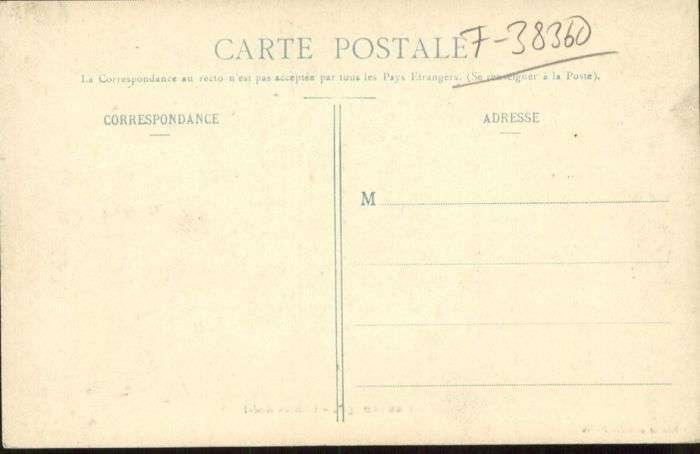 CARTE POSTALE
F-38360
La Correspondance au recto n'est pas acceptée par tous les Pays Etrangers. (Se renseigner à la Poste).
CORRESPONDANCE
ADRESSE
M